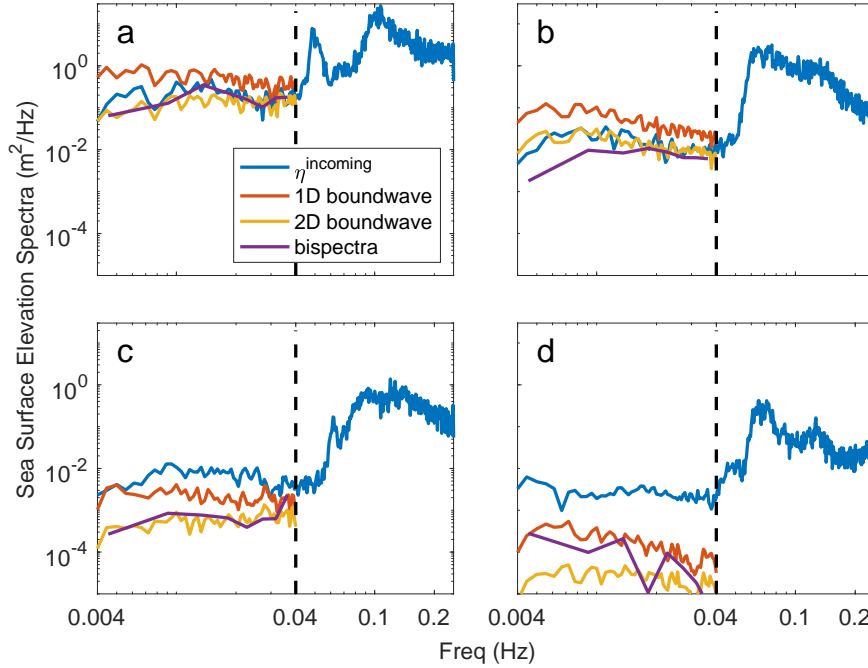 a
b
10^0
10^-2
10^-4
η^incoming
1D boundwave
2D boundwave
bispectra
Sea Surface Elevation Spectra (m^2/Hz)
c
d
10^0
10^-2
10^-4
0.004
0.04
0.1
0.2
0.004
0.04
0.1
0.2
Freq (Hz)